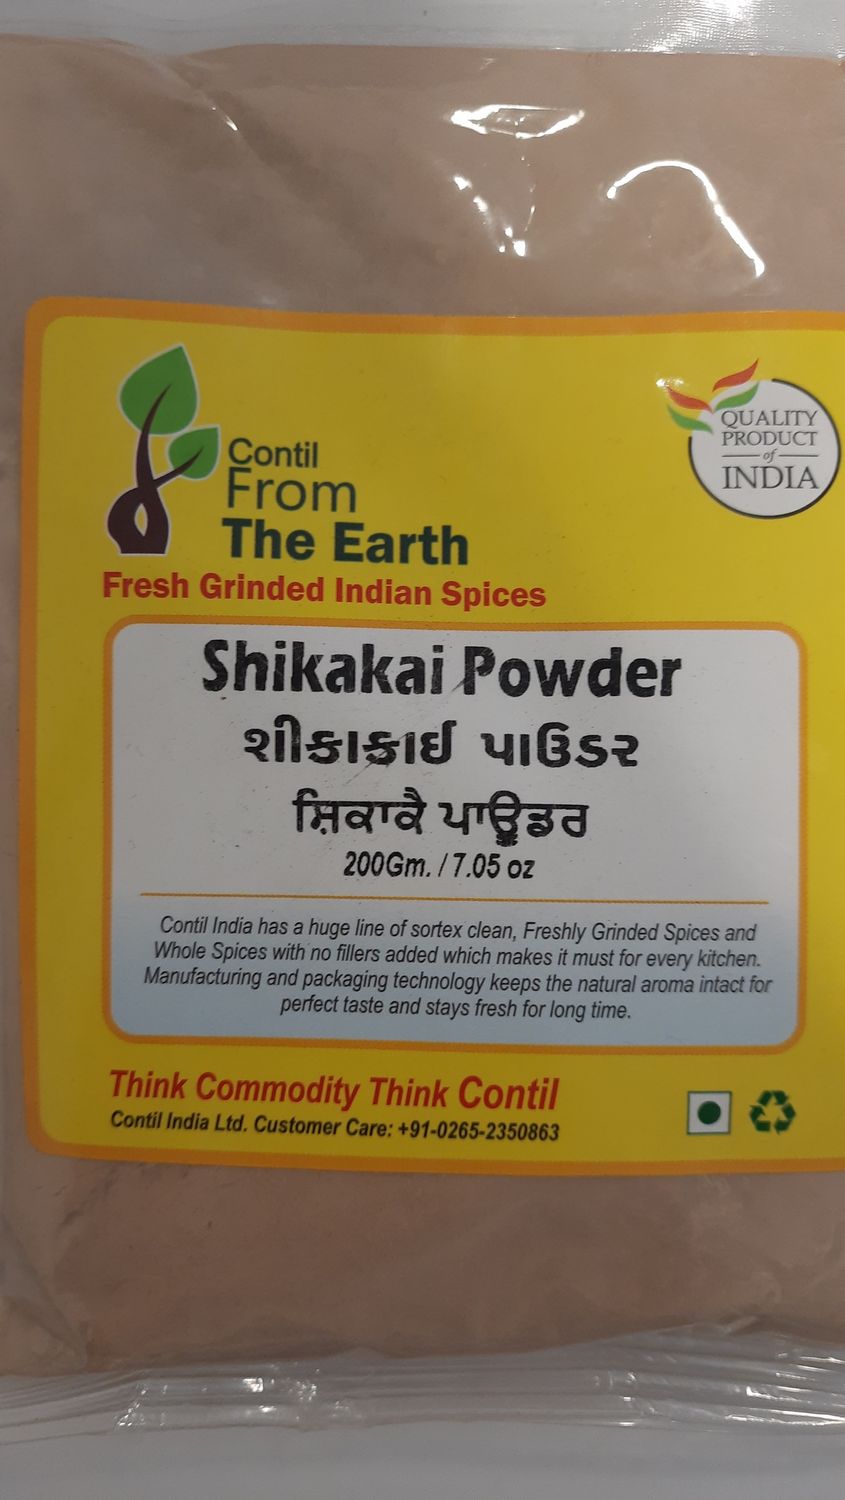 Contil
From
The Earth
Fresh Grinded Indian Spices
QUALITY
PRODUCT
of
INDIA
Shikakai Powder
શીકાકાઈ પાઉડર
ਸ਼ਿਕਾਕੈ ਪਾਊਡਰ
200Gm. / 7.05 oz
Contil India has a huge line of sortex clean, Freshly Grinded Spices and
Whole Spices with no fillers added which makes it must for every kitchen.
Manufacturing and packaging technology keeps the natural aroma intact for
perfect taste and stays fresh for long time.
Think Commodity Think Contil
Contil India Ltd. Customer Care: +91-0265-2350863